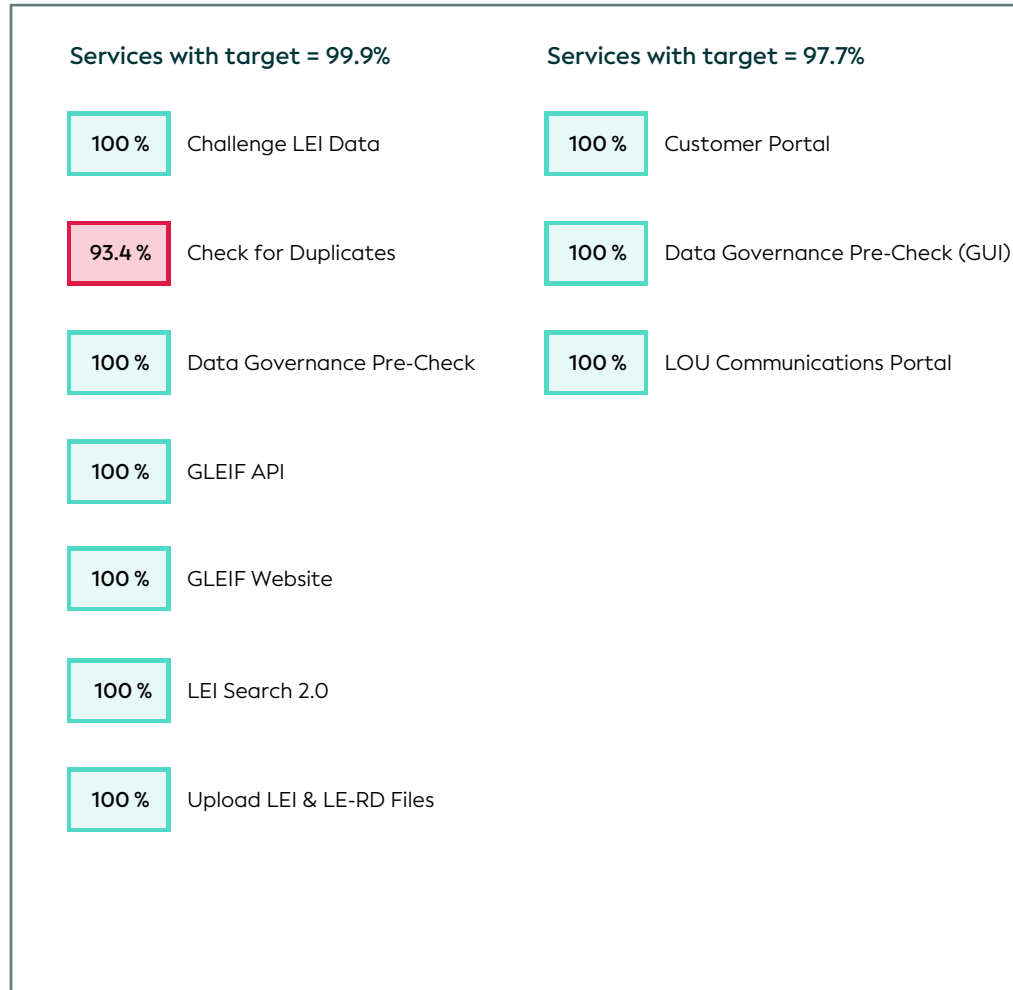 Services with target = 99.9%
100 % Challenge LEI Data
93.4 % Check for Duplicates
100 % Data Governance Pre-Check
100 % GLEIF API
100 % GLEIF Website
100 % LEI Search 2.0
100 % Upload LEI & LE-RD Files
Services with target = 97.7%
100 % Customer Portal
100 % Data Governance Pre-Check (GUI)
100 % LOU Communications Portal